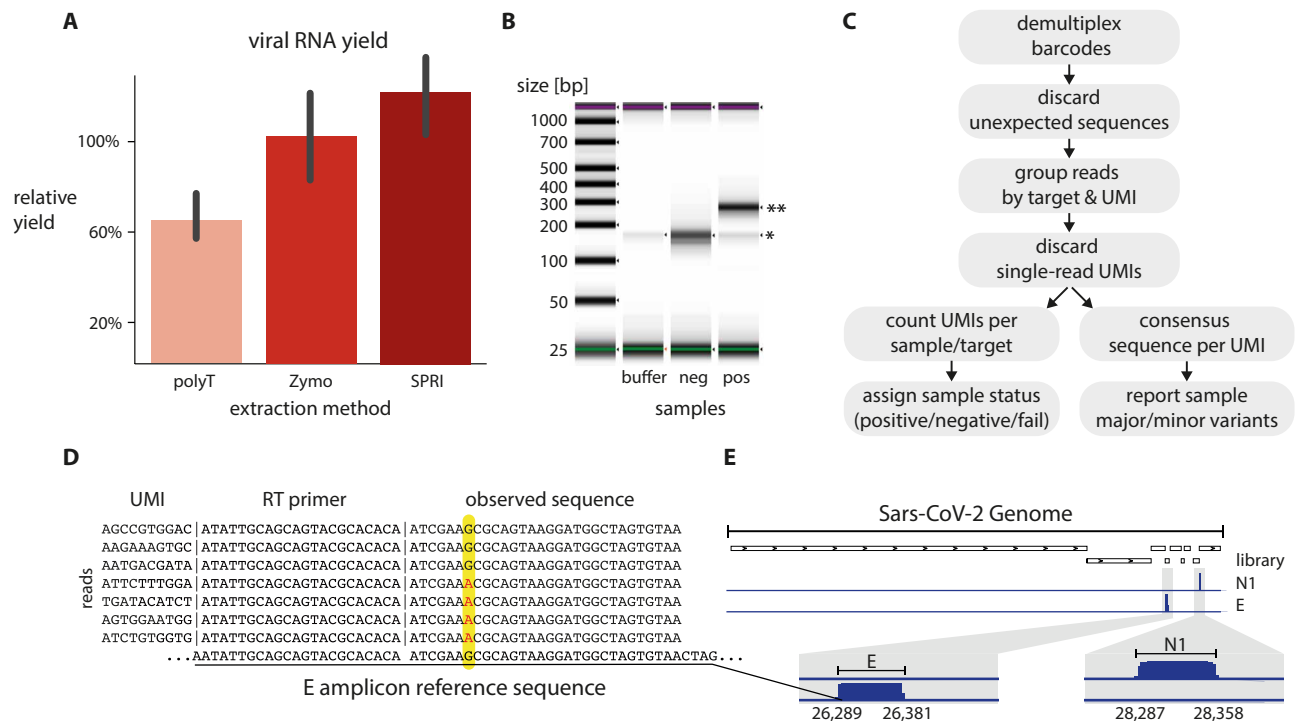 A
viral RNA yield
100%
relative
yield
60%
20%
polyT
Zymo
SPRI
extraction method
B
size [bp]
1000
700
500
400
300
**
200
*
100
50
25
buffer
neg
pos
samples
C
demultiplex
barcodes
discard
unexpected sequences
group reads
by target & UMI
discard
single-read UMIs
count UMIs per
sample/target
consensus
sequence per UMI
assign sample status
(positive/negative/fail)
report sample
major/minor variants
D
UMI RT primer observed sequence
reads
AGCCGTGGAC|ATATTGCAGCAGTACGCACACA|ATCGAAGCGCAGTAAGGATGGCTAGTGTAA
AAGAAAGTGC|ATATTGCAGCAGTACGCACACA|ATCGAAGCGCAGTAAGGATGGCTAGTGTAA
AATGACGATA|ATATTGCAGCAGTACGCACACA|ATCGAAGCGCAGTAAGGATGGCTAGTGTAA
ATTCTTTGGA|ATATTGCAGCAGTACGCACACA|ATCGAAACGCAGTAAGGATGGCTAGTGTAA
TGATACATCT|ATATTGCAGCAGTACGCACACA|ATCGAAACGCAGTAAGGATGGCTAGTGTAA
AGTGGAATGG|ATATTGCAGCAGTACGCACACA|ATCGAAACGCAGTAAGGATGGCTAGTGTAA
ATCTGTGGTG|ATATTGCAGCAGTACGCACACA|ATCGAAACGCAGTAAGGATGGCTAGTGTAA
...AATATTGCAGCAGTACGCACACA ATCGAAGCGCAGTAAGGATGGCTAGTGTAACTAG...
E amplicon reference sequence
E
Sars-CoV-2 Genome
library
N1
E
E
26,289
26,381
N1
28,287
28,358